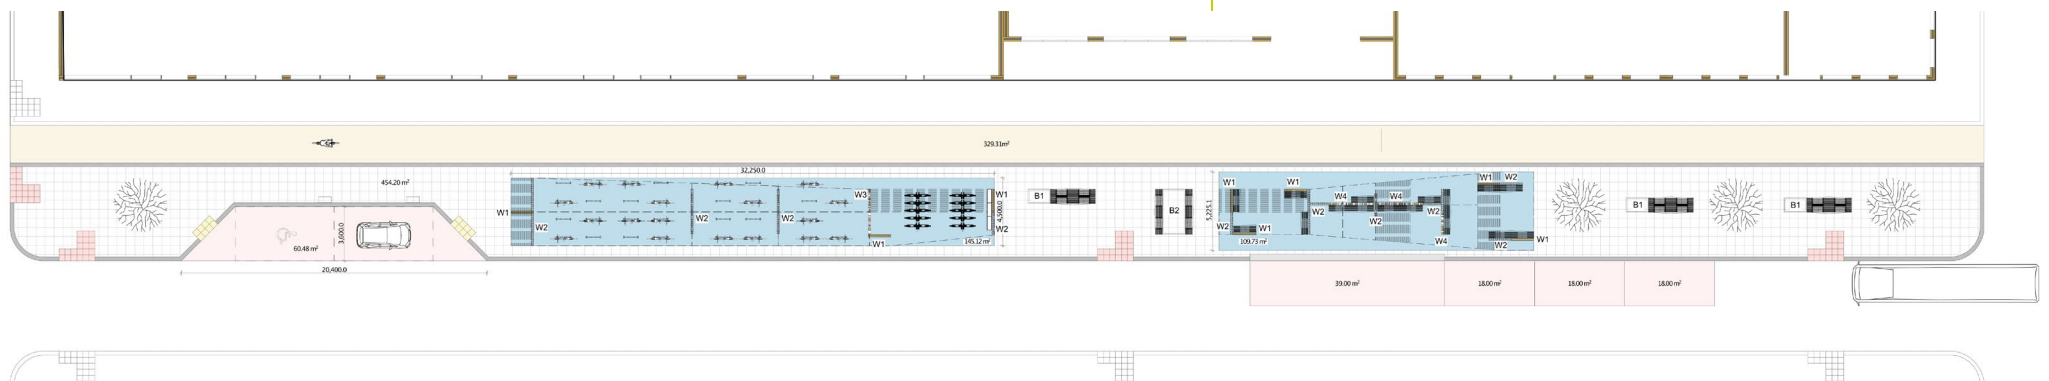 329.31m²
32,250.0
454.20 m²
W1
W2
W2
W2
W3
W1
W1
4,500.0
W2
145.12 m²
B1
B2
5,225.1
W1
W1
W4
W4
W2
W2
W2
W1
W2
W2
W1
109.73 m²
W4
W1
W2
W2
W1
B1
B1
60.48 m²
3,600.0
20,400.0
39.00 m²
18.00 m²
18.00 m²
18.00 m²